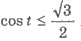 cos t ≤ √3/2.